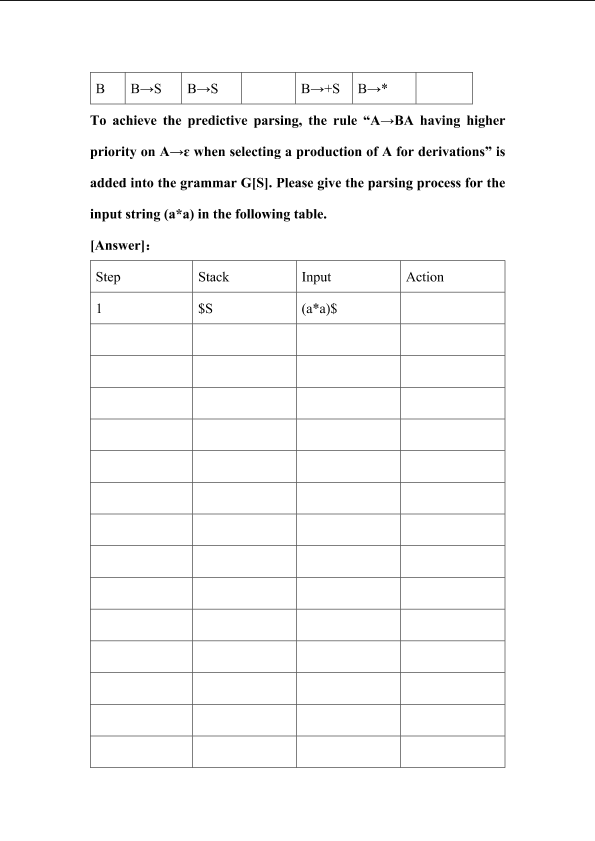 B B→S B→S B→+S B→*
To achieve the predictive parsing, the rule “A→BA having higher
priority on A→ε when selecting a production of A for derivations” is
added into the grammar G[S]. Please give the parsing process for the
input string (a*a) in the following table.
[Answer]：
Step Stack Input Action
1 $S (a*a)$